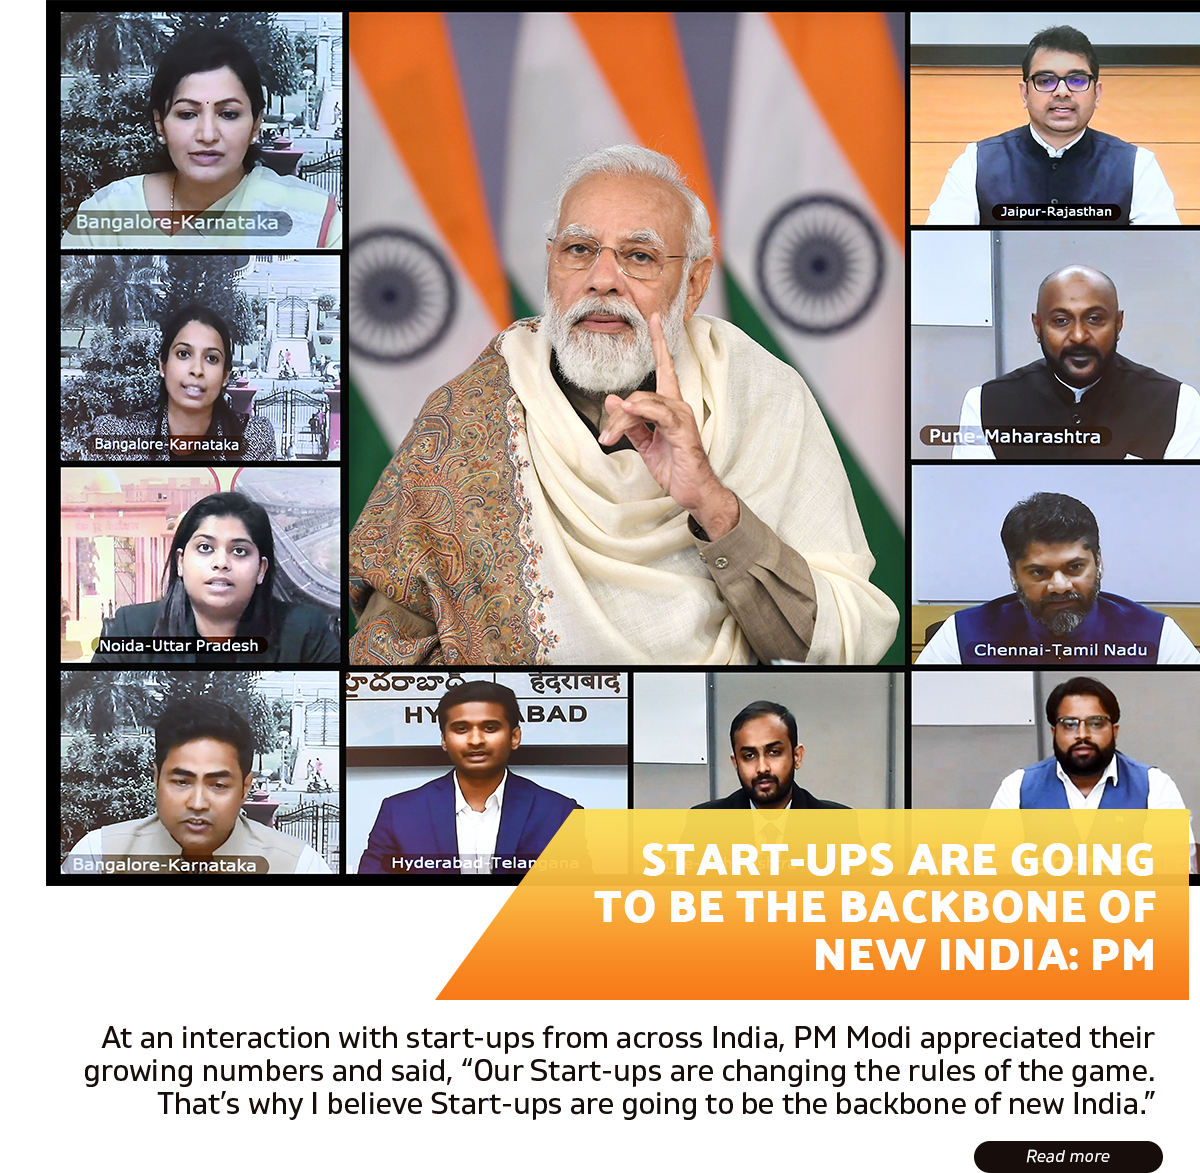 Bangalore-Karnataka
Jaipur-Rajasthan
Bangalore-Karnataka
Pune-Maharashtra
Noida-Uttar Pradesh
Chennai-Tamil Nadu
హైదరాబాద్ हैदराबाद
Bangalore-Karnataka
Hyderabad-Telangana
START-UPS ARE GOING
TO BE THE BACKBONE OF
NEW INDIA: PM
At an interaction with start-ups from across India, PM Modi appreciated their
growing numbers and said, “Our Start-ups are changing the rules of the game.
That’s why I believe Start-ups are going to be the backbone of new India.”
Read more